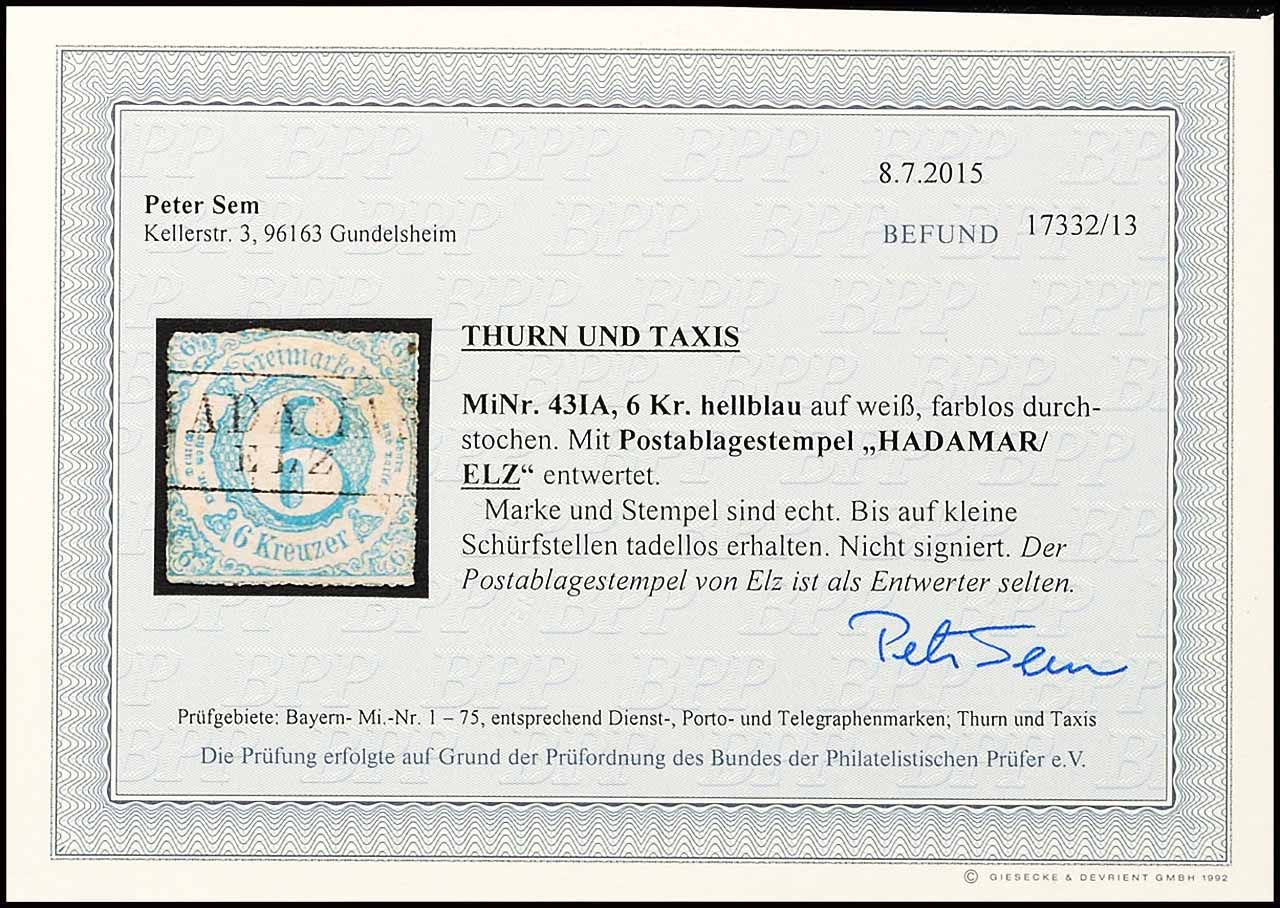 8.7.2015
Peter Sem
Kellerstr. 3, 96163 Gundelsheim
BEFUND 17332/13
THURN UND TAXIS
MiNr. 43IA, 6 Kr. hellblau auf weiß, farblos durch-
stochen. Mit Postablagestempel „HADAMAR/
ELZ“ entwertet.
Marke und Stempel sind echt. Bis auf kleine
Schürfstellen tadellos erhalten. Nicht signiert. Der
Postablagestempel von Elz ist als Entwerter selten.
Freimarke
HADAMA
ELZ
6
6 Kreuzer
Peter Sem
Prüfgebiete: Bayern- Mi.-Nr. 1 – 75, entsprechend Dienst-, Porto- und Telegraphenmarken; Thurn und Taxis
Die Prüfung erfolgte auf Grund der Prüfordnung des Bundes der Philatelistischen Prüfer e.V.
© GIESECKE & DEVRIENT GMBH 1992
BPP